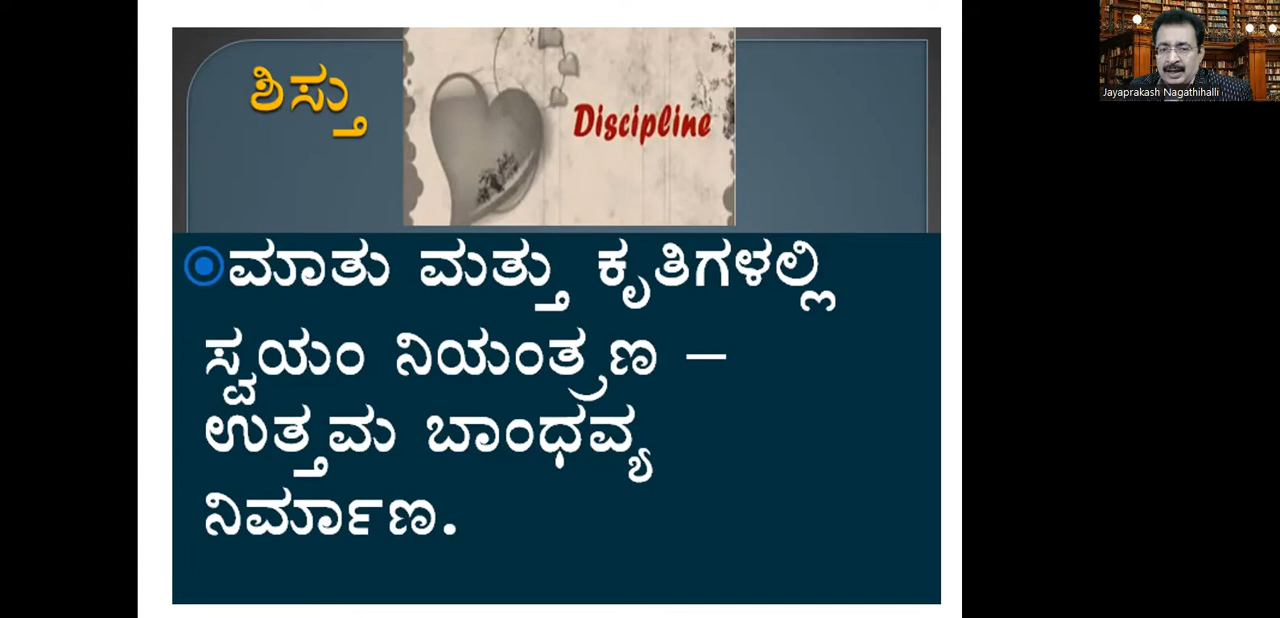 ಶಿಸ್ತು
Discipline
ಮಾತು ಮತ್ತು ಕೃತಿಗಳಲ್ಲಿ
ಸ್ವಯಂ ನಿಯಂತ್ರಣ –
ಉತ್ತಮ ಬಾಂಧವ್ಯ
ನಿರ್ಮಾಣ.
Jayaprakash Nagathihalli